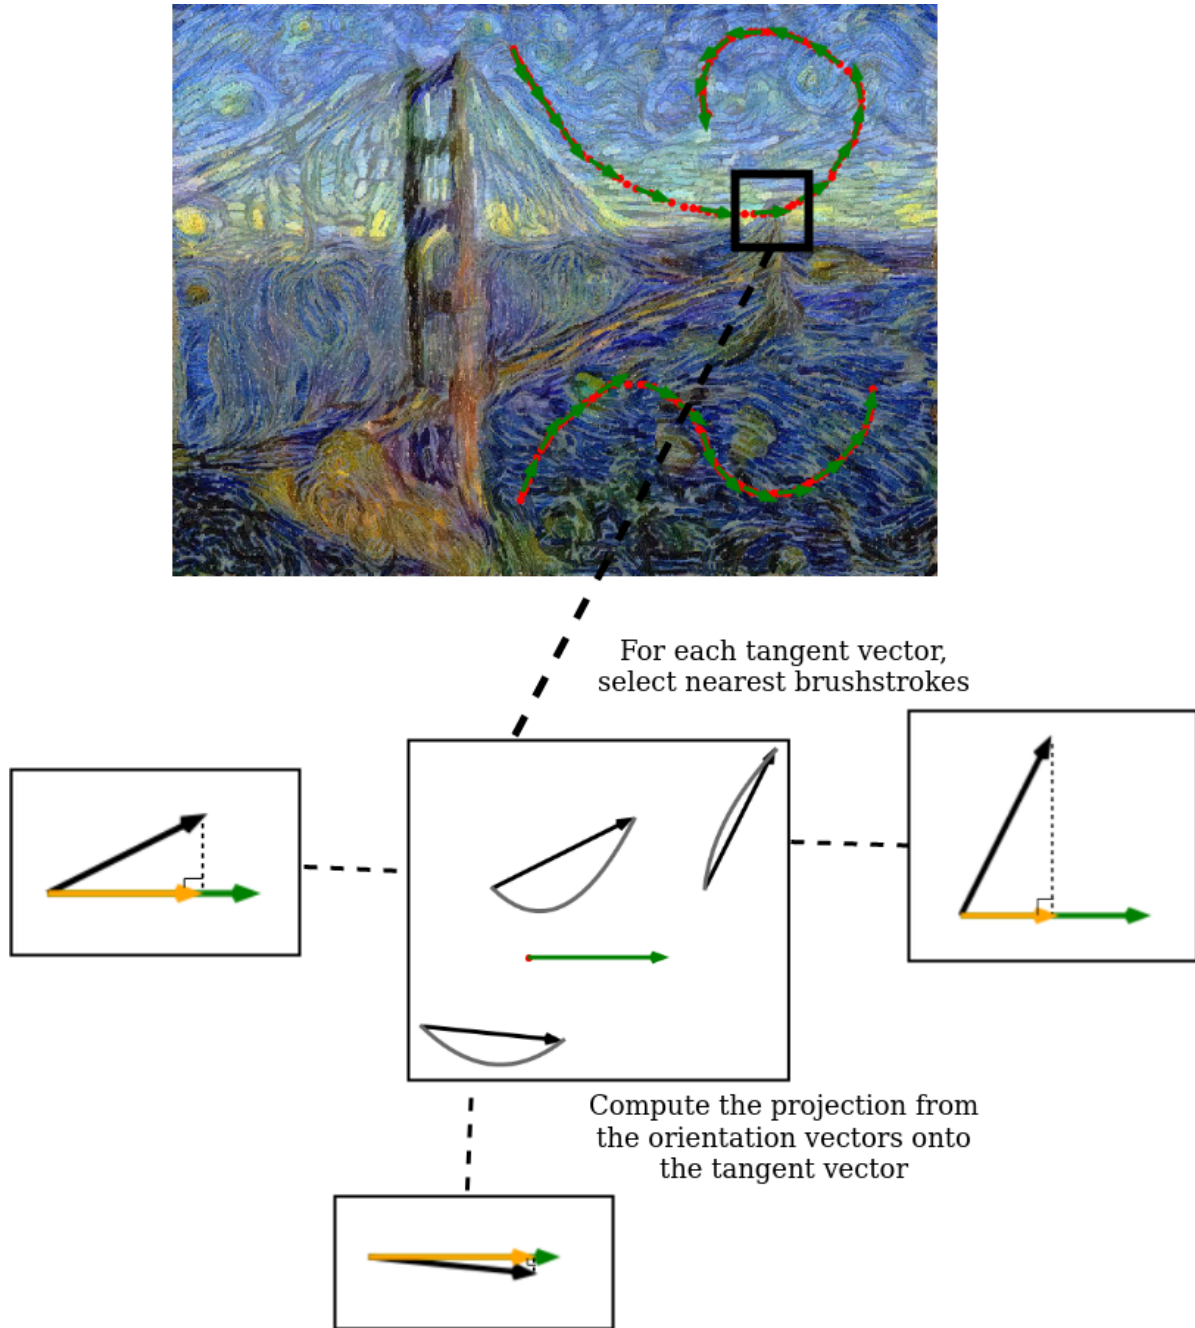 For each tangent vector,
select nearest brushstrokes
Compute the projection from
the orientation vectors onto
the tangent vector